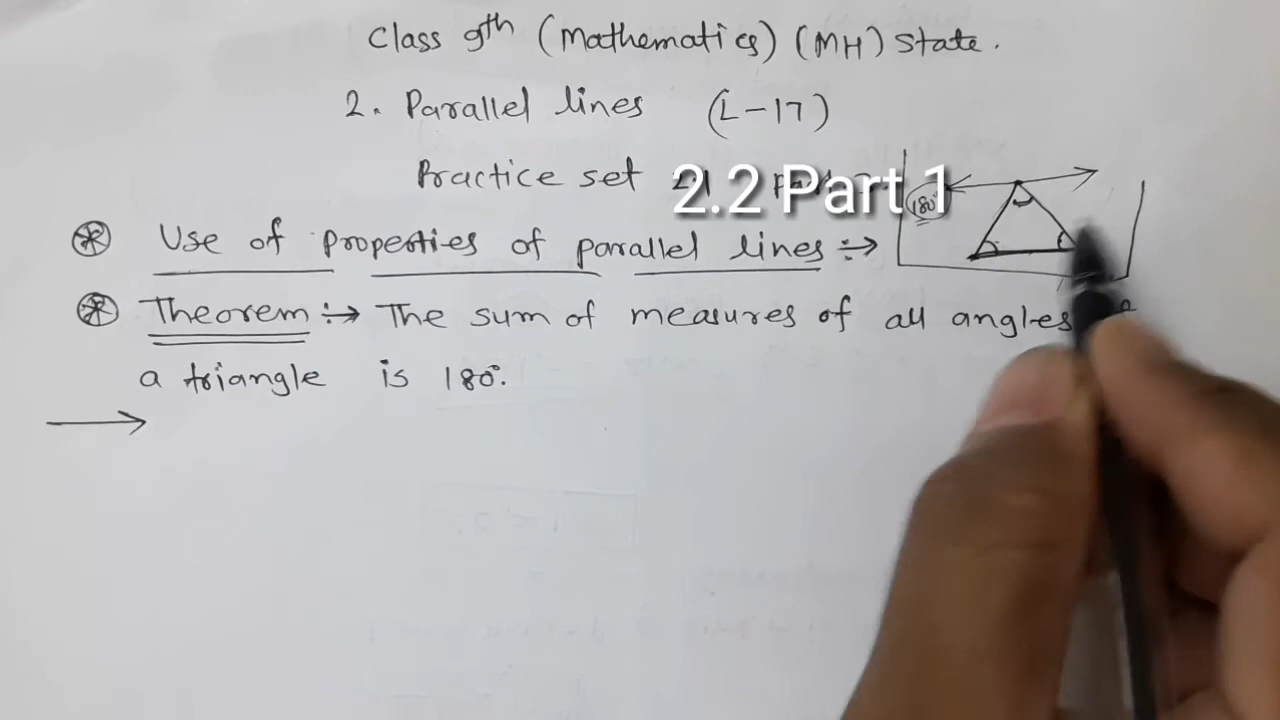 Class 9th (Mathematics) (MH) State.
2. Parallel lines (L-17)
Practice set 2.2 Part 1
180°
Use of properties of parallel lines
Theorem The sum of measures of all angles
a triangle is 180°.